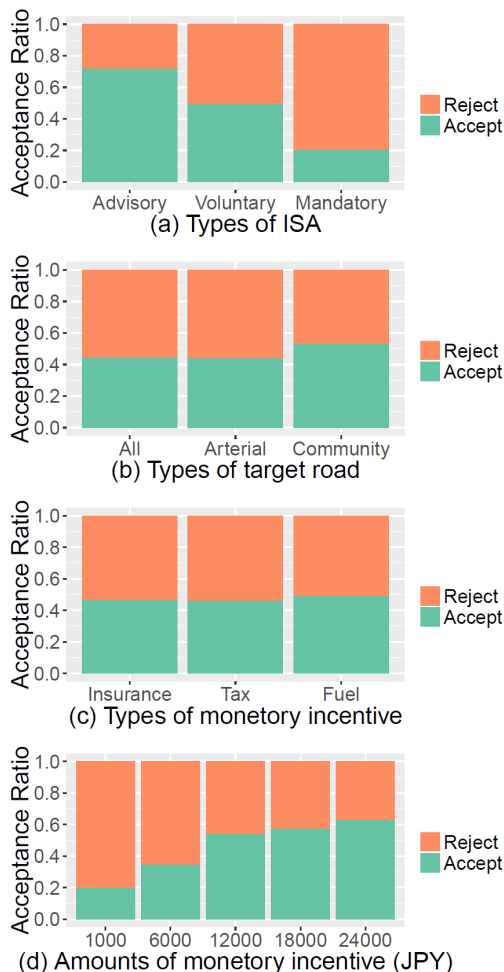 Acceptance Ratio
1.0
0.8
0.6
0.4
0.2
0.0
Advisory Voluntary Mandatory
(a) Types of ISA
Reject
Accept
Acceptance Ratio
1.0
0.8
0.6
0.4
0.2
0.0
All Arterial Community
(b) Types of target road
Reject
Accept
Acceptance Ratio
1.0
0.8
0.6
0.4
0.2
0.0
Insurance Tax Fuel
(c) Types of monetory incentive
Reject
Accept
Acceptance Ratio
1.0
0.8
0.6
0.4
0.2
0.0
1000 6000 12000 18000 24000
(d) Amounts of monetory incentive (JPY)
Reject
Accept